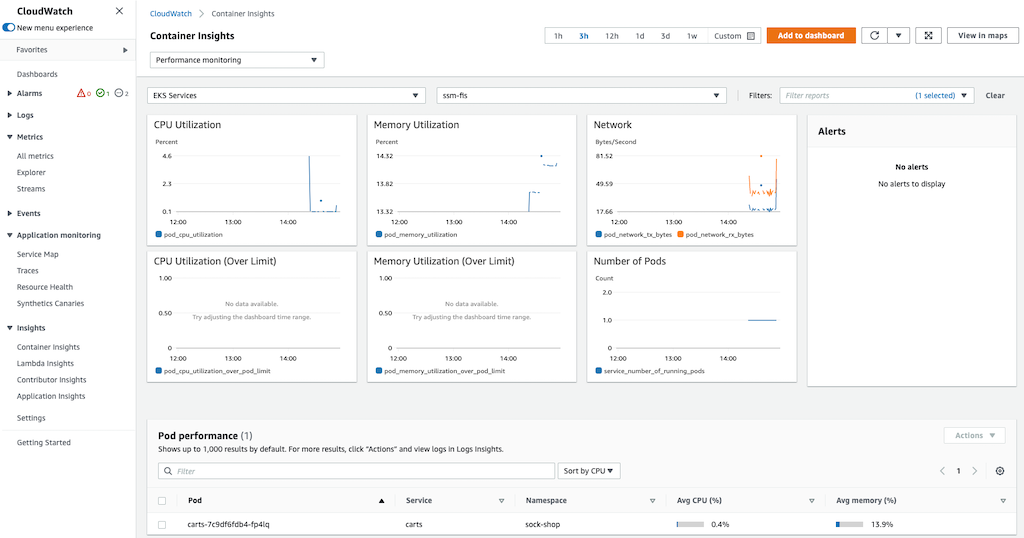 CloudWatch
New menu experience
Favorites
Dashboards
Alarms 0 1 2
Logs
Metrics
All metrics
Explorer
Streams
Events
Application monitoring
Service Map
Traces
Resource Health
Synthetics Canaries
Insights
Container Insights
Lambda Insights
Contributor Insights
Application Insights
Settings
Getting Started
CloudWatch > Container Insights
Container Insights
1h 3h 12h 1d 3d 1w Custom Add to dashboard View in maps
Performance monitoring
EKS Services ssm-fis Filters: Filter reports (1 selected) Clear
CPU Utilization
Percent
4.6
2.3
0.1
12:00 13:00 14:00
pod_cpu_utilization
Memory Utilization
Percent
14.32
13.82
13.32
12:00 13:00 14:00
pod_memory_utilization
Network
Bytes/Second
81.52
49.59
17.66
12:00 13:00 14:00
pod_network_tx_bytes pod_network_rx_bytes
Alerts
No alerts
No alerts to display
CPU Utilization (Over Limit)
1.00
0.50
0
No data available.
Try adjusting the dashboard time range.
12:00 13:00 14:00
pod_cpu_utilization_over_pod_limit
Memory Utilization (Over Limit)
1.00
0.50
0
No data available.
Try adjusting the dashboard time range.
12:00 13:00 14:00
pod_memory_utilization_over_pod_limit
Number of Pods
Count
2.0
1.0
0
12:00 13:00 14:00
service_number_of_running_pods
Pod performance (1)
Actions
Shows up to 1,000 results by default. For more results, click "Actions" and view logs in Logs Insights.
Filter Sort by CPU 1
Pod Service Namespace Avg CPU (%) Avg memory (%)
carts-7c9df6fdb4-fp4lq carts sock-shop 0.4% 13.9%